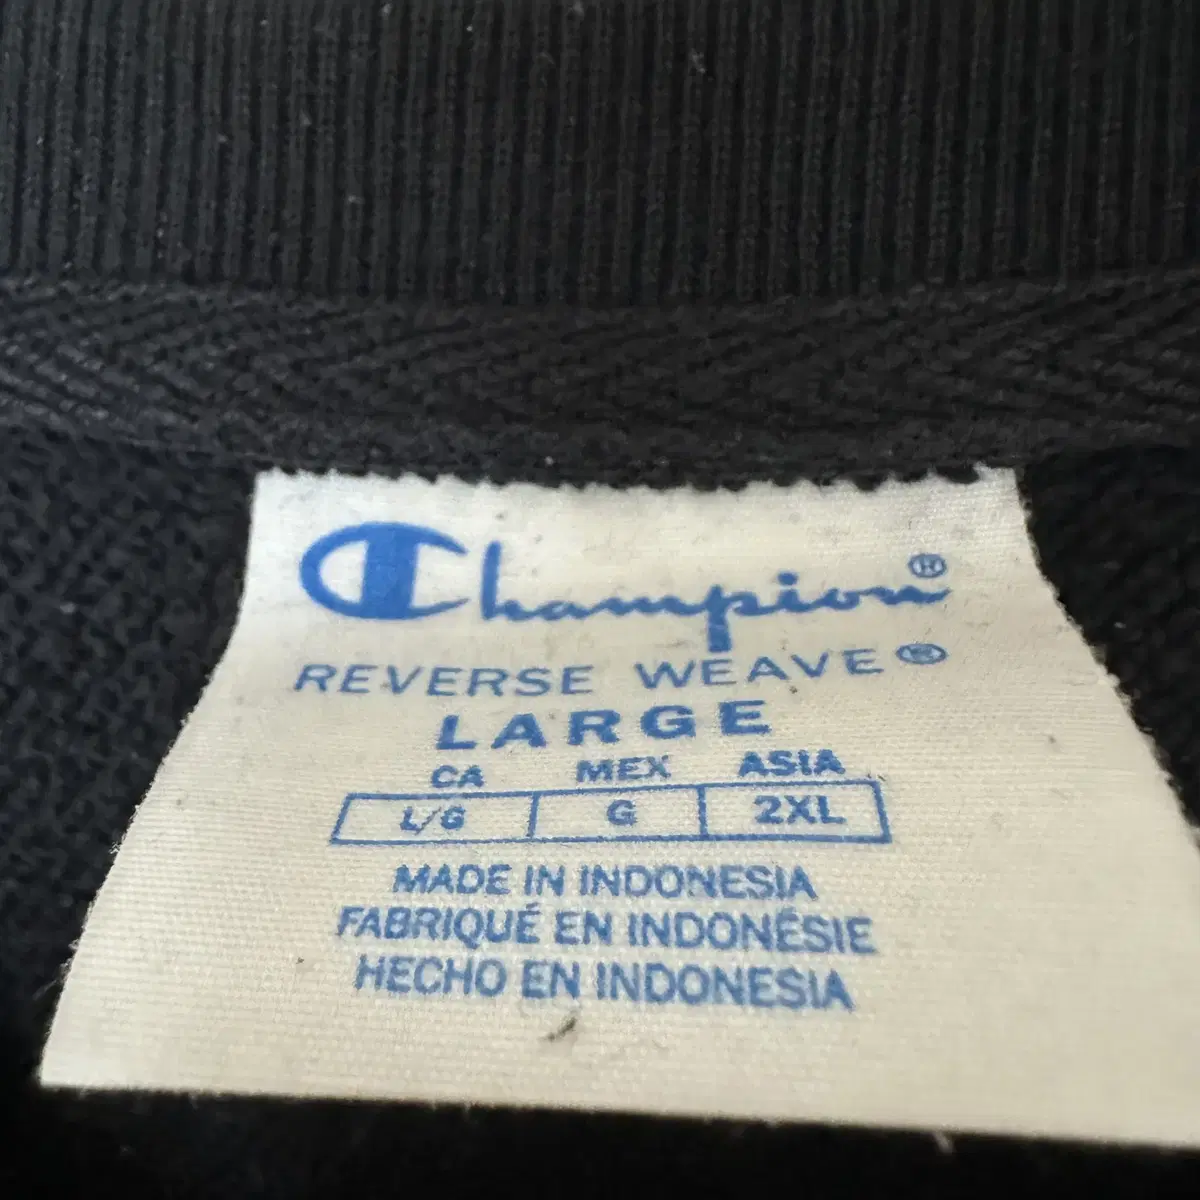 Champion®
REVERSE WEAVE®
LARGE
CA MEX ASIA
L/G G 2XL
MADE IN INDONESIA
FABRIQUÉ EN INDONÉSIE
HECHO EN INDONESIA